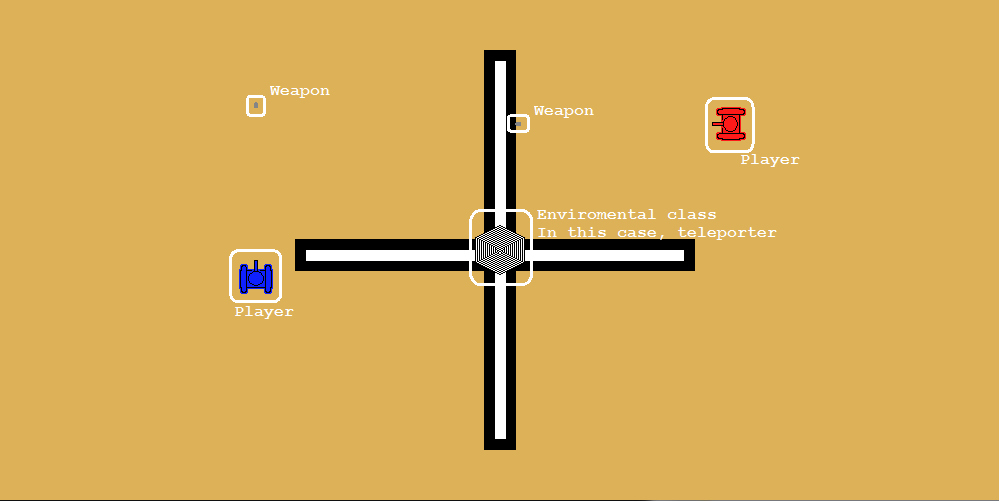 Weapon
Weapon
Player
Enviromental class
In this case, teleporter
Player